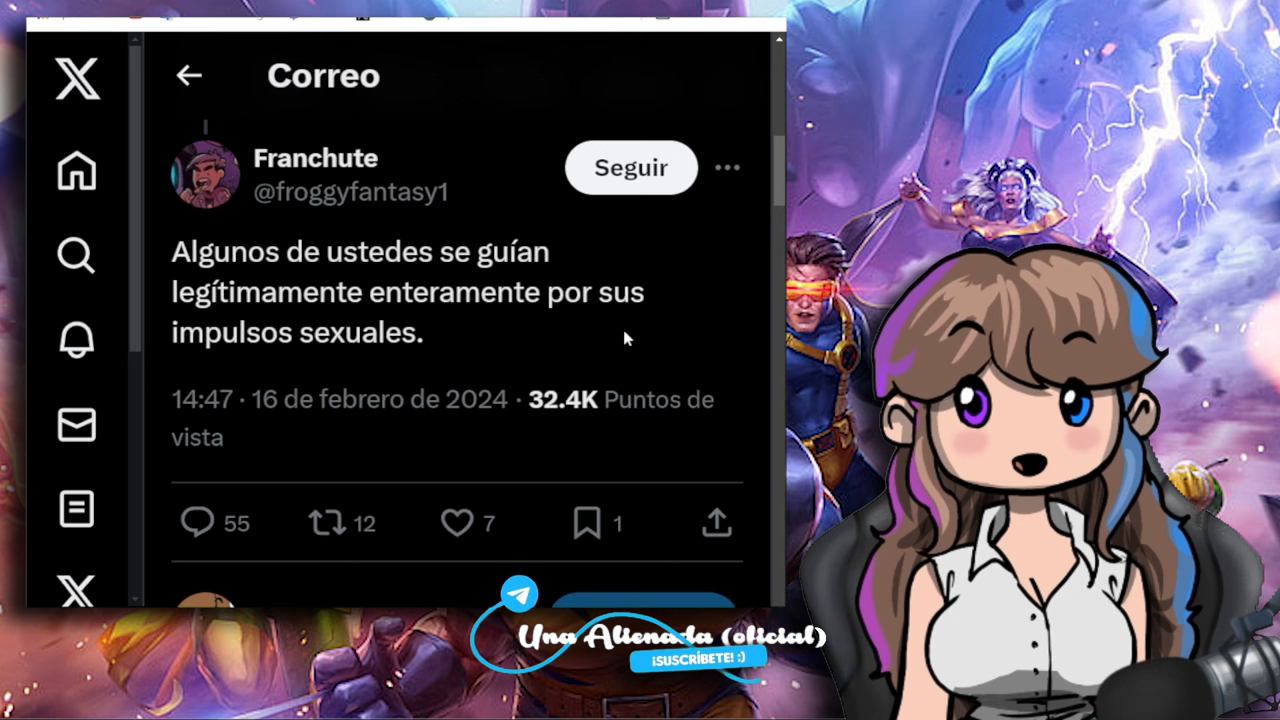 Correo
Franchute
@froggyfantasy1
Seguir
Algunos de ustedes se guían
legítimamente enteramente por sus
impulsos sexuales.
14:47 · 16 de febrero de 2024 · 32.4K Puntos de
vista
55
12
7
1
Una Alienada (oficial)
¡SUSCRÍBETE! :)